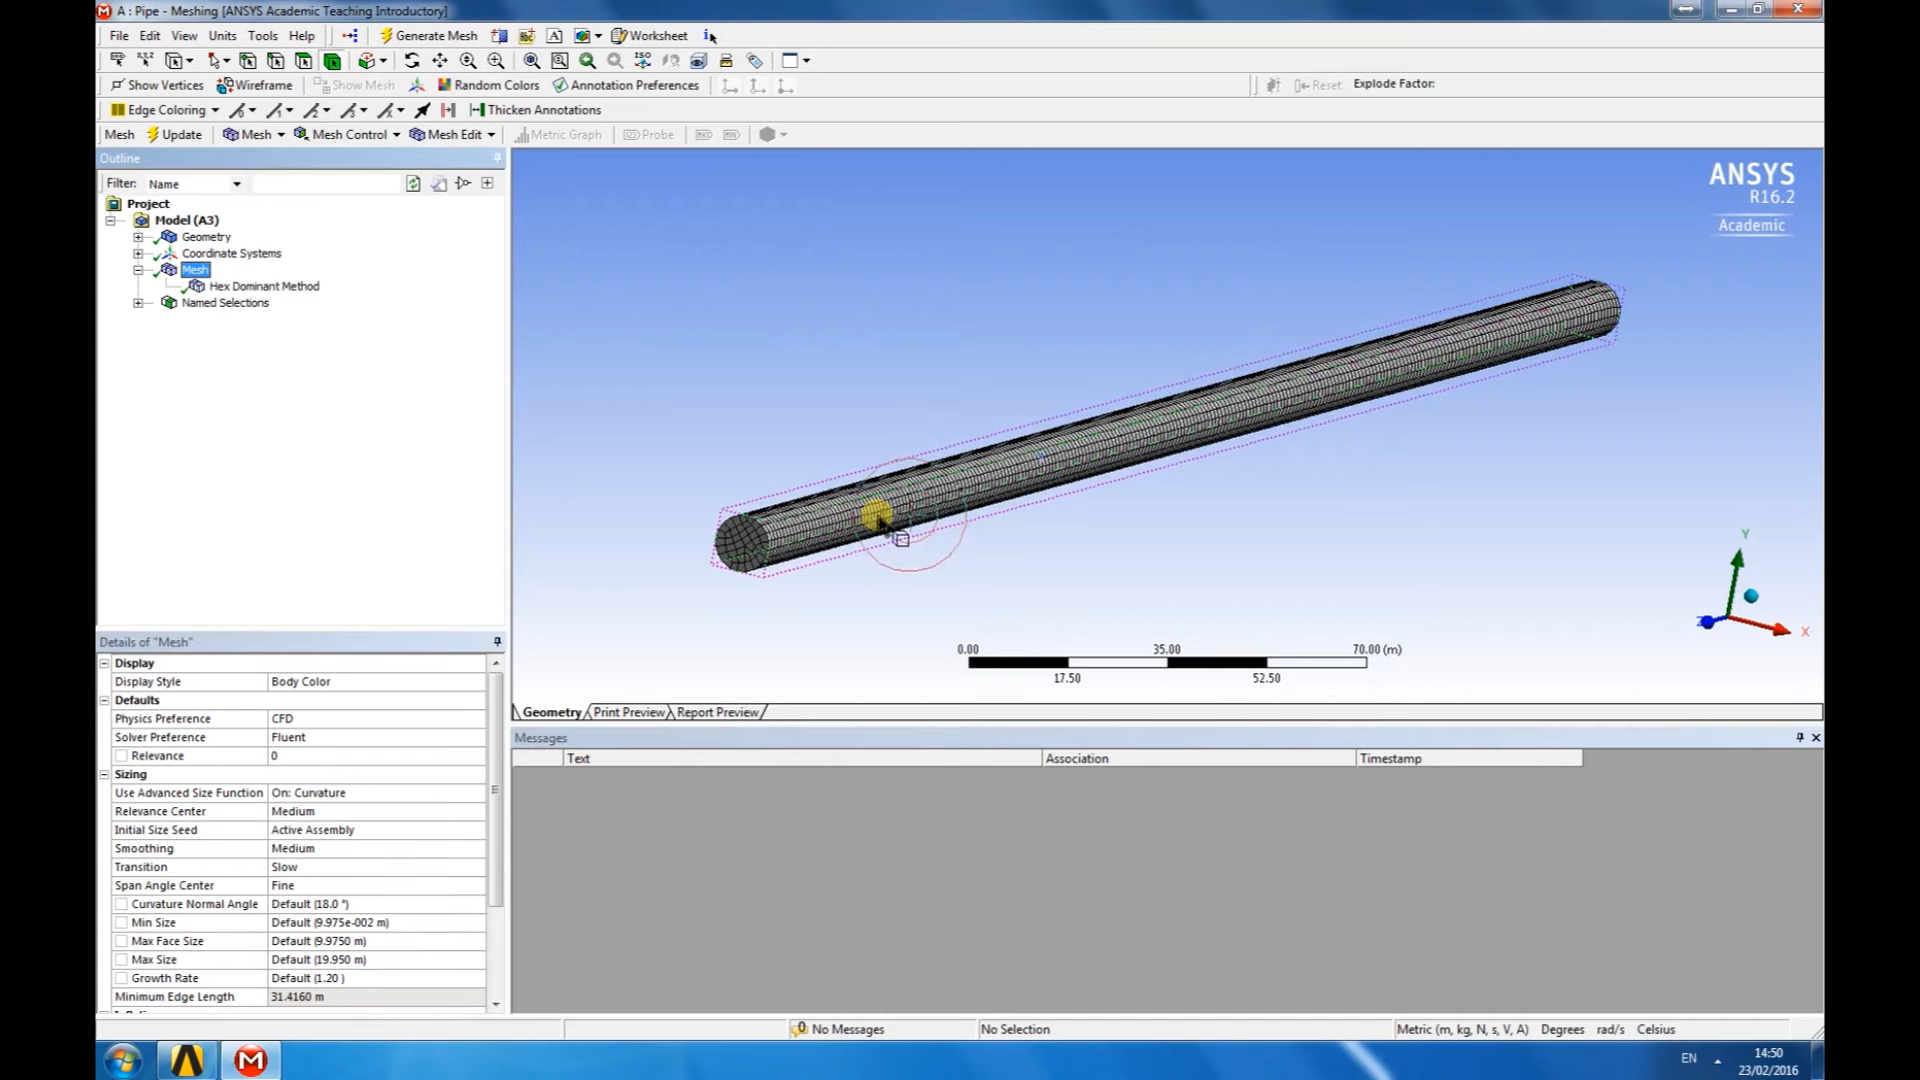 A : Pipe - Meshing [ANSYS Academic Teaching Introductory]
File Edit View Units Tools Help Generate Mesh Worksheet
Show Vertices Wireframe Show Mesh Random Colors Annotation Preferences Reset Explode Factor:
Edge Coloring Thicken Annotations
Mesh Update Mesh Mesh Control Mesh Edit Metric Graph Probe
Outline
Filter: Name
Project
Model (A3)
Geometry
Coordinate Systems
Mesh
Hex Dominant Method
Named Selections
ANSYS
R16.2
Academic
Y
X
0.00 35.00 70.00 (m)
17.50 52.50
Geometry Print Preview Report Preview
Details of "Mesh"
Display
Display Style Body Color
Defaults
Physics Preference CFD
Solver Preference Fluent
Relevance 0
Sizing
Use Advanced Size Function On: Curvature
Relevance Center Medium
Initial Size Seed Active Assembly
Smoothing Medium
Transition Slow
Span Angle Center Fine
Curvature Normal Angle Default (18.0 °)
Min Size Default (9.975e-002 m)
Max Face Size Default (9.9750 m)
Max Size Default (19.950 m)
Growth Rate Default (1.20 )
Minimum Edge Length 31.4160 m
Messages
Text Association Timestamp
No Messages No Selection Metric (m, kg, N, s, V, A) Degrees rad/s Celsius
EN
14:50
23/02/2016